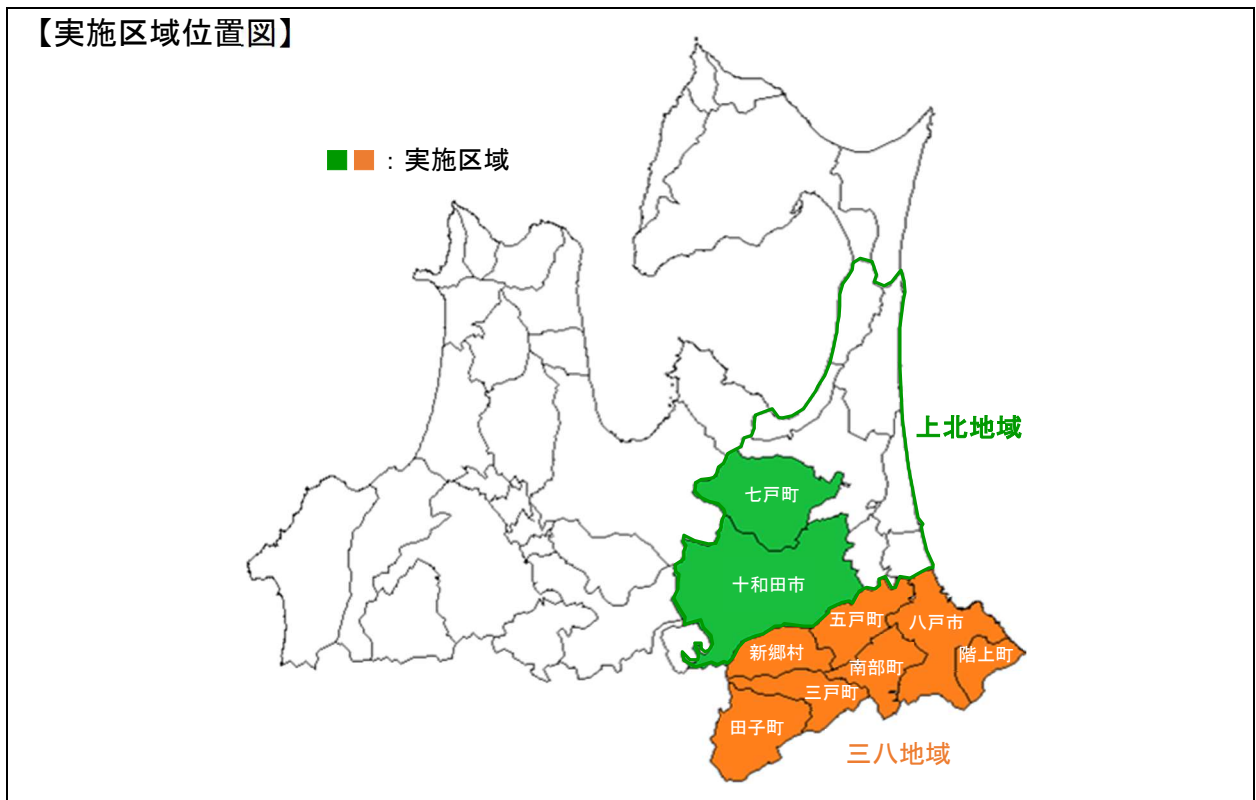 【実施区域位置図】
■■：実施区域
上北地域
七戸町
十和田市
五戸町
八戸市
新郷村
南部町
階上町
三戸町
田子町
三八地域